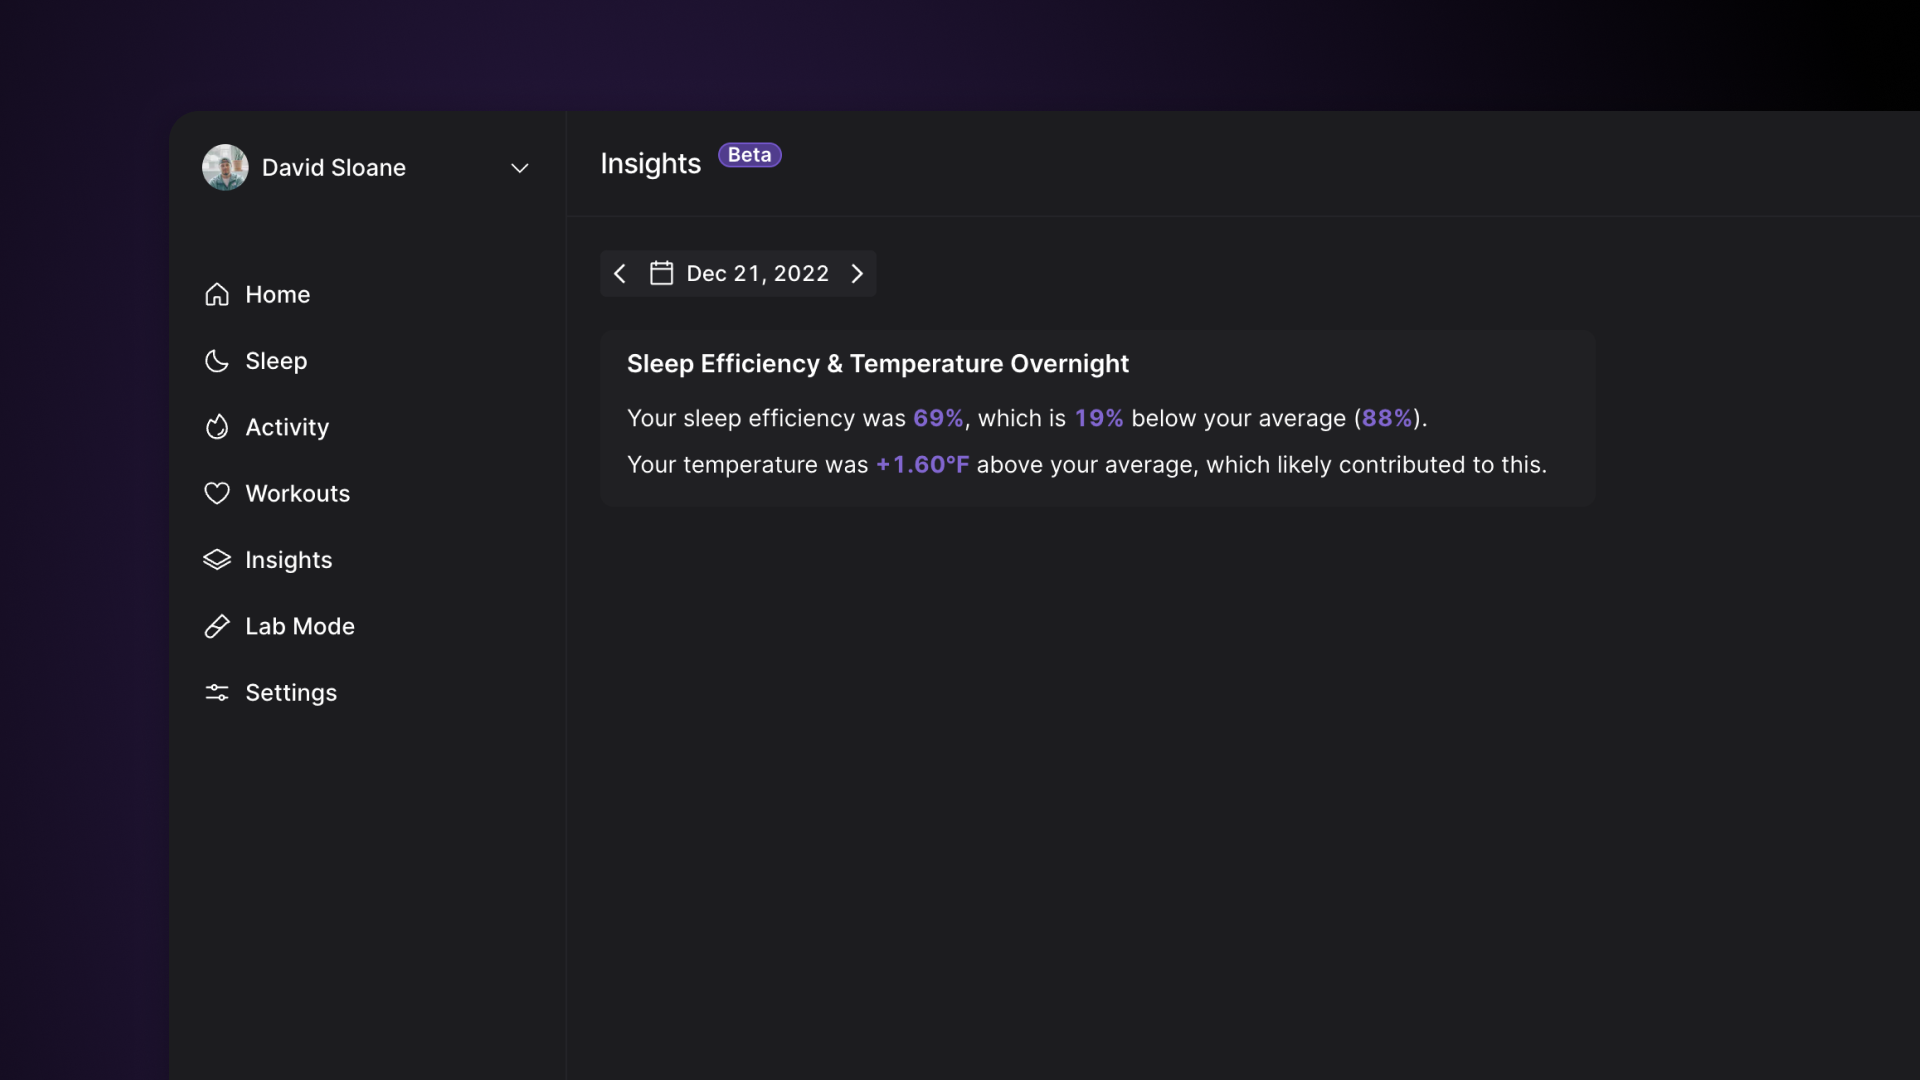 David Sloane
Home
Sleep
Activity
Workouts
Insights
Lab Mode
Settings
Insights Beta
Dec 21, 2022
Sleep Efficiency & Temperature Overnight
Your sleep efficiency was 69%, which is 19% below your average (88%).
Your temperature was +1.60°F above your average, which likely contributed to this.